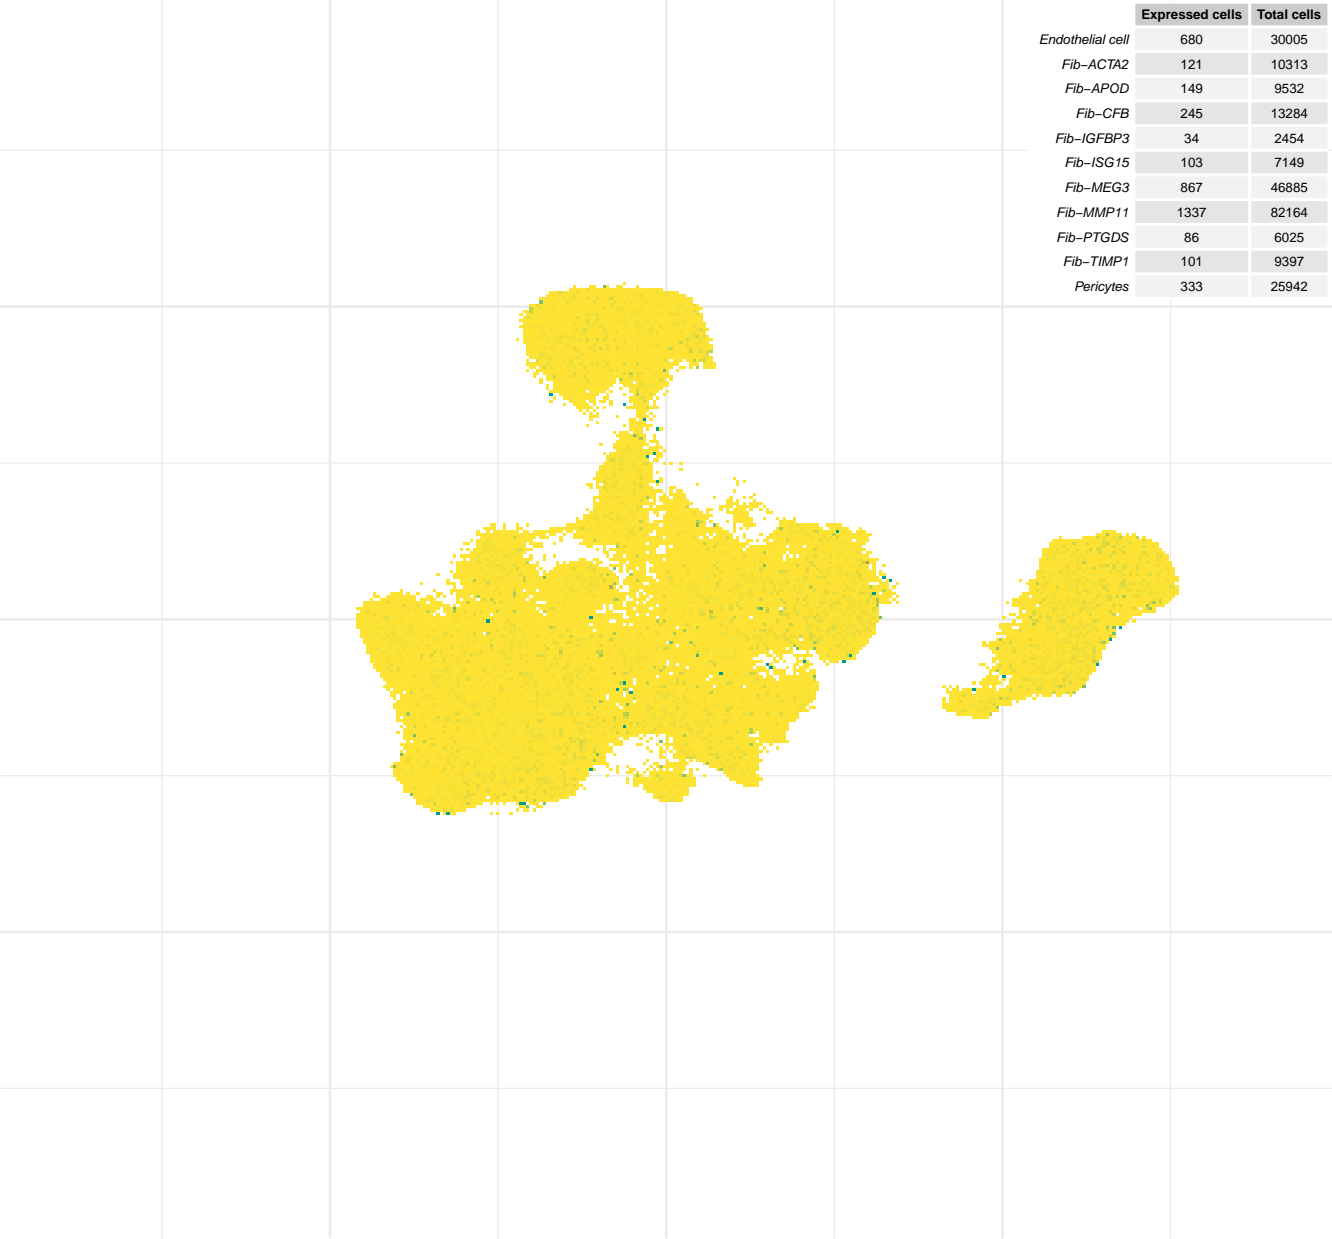 Expressed cells Total cells
Endothelial cell 680 30005
Fib−ACTA2 121 10313
Fib−APOD 149 9532
Fib−CFB 245 13284
Fib−IGFBP3 34 2454
Fib−ISG15 103 7149
Fib−MEG3 867 46885
Fib−MMP11 1337 82164
Fib−PTGDS 86 6025
Fib−TIMP1 101 9397
Pericytes 333 25942